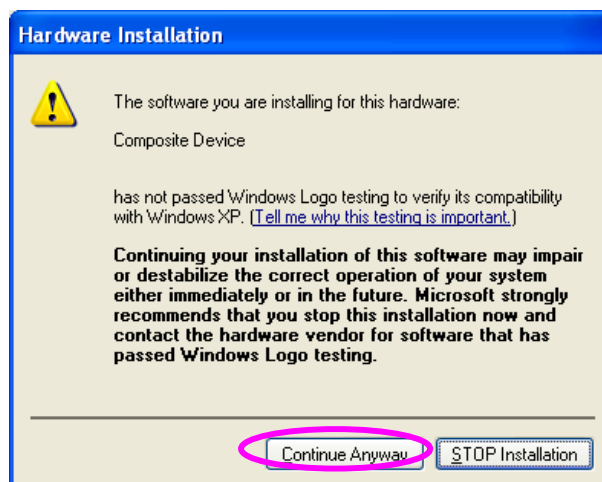 Hardware Installation
The software you are installing for this hardware:
Composite Device
has not passed Windows Logo testing to verify its compatibility
with Windows XP. (Tell me why this testing is important.)
Continuing your installation of this software may impair
or destabilize the correct operation of your system
either immediately or in the future. Microsoft strongly
recommends that you stop this installation now and
contact the hardware vendor for software that has
passed Windows Logo testing.
Continue Anyway STOP Installation